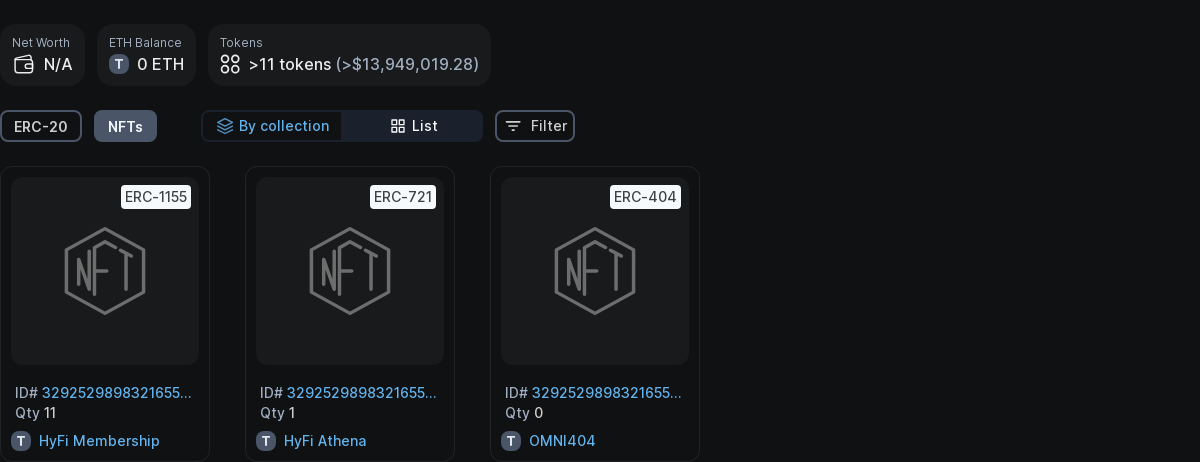 Net Worth
N/A
ETH Balance
T 0 ETH
Tokens
>11 tokens (>$13,949,019.28)
ERC-20
NFTs
By collection
List
Filter
ERC-1155
NFT
ID# 3292529898321655...
Qty 11
T HyFi Membership
ERC-721
NFT
ID# 3292529898321655...
Qty 1
T HyFi Athena
ERC-404
NFT
ID# 3292529898321655...
Qty 0
T OMNI404